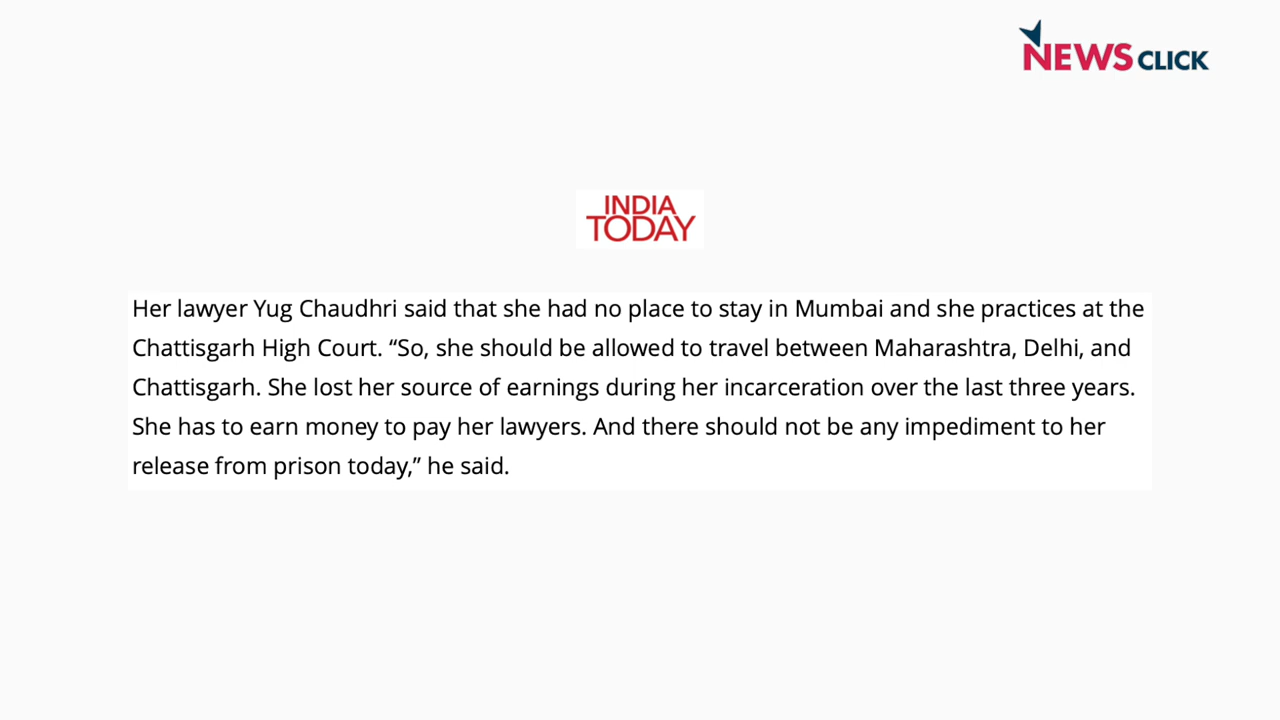 NEWS CLICK
INDIA
TODAY
Her lawyer Yug Chaudhri said that she had no place to stay in Mumbai and she practices at the
Chattisgarh High Court. “So, she should be allowed to travel between Maharashtra, Delhi, and
Chattisgarh. She lost her source of earnings during her incarceration over the last three years.
She has to earn money to pay her lawyers. And there should not be any impediment to her
release from prison today,” he said.